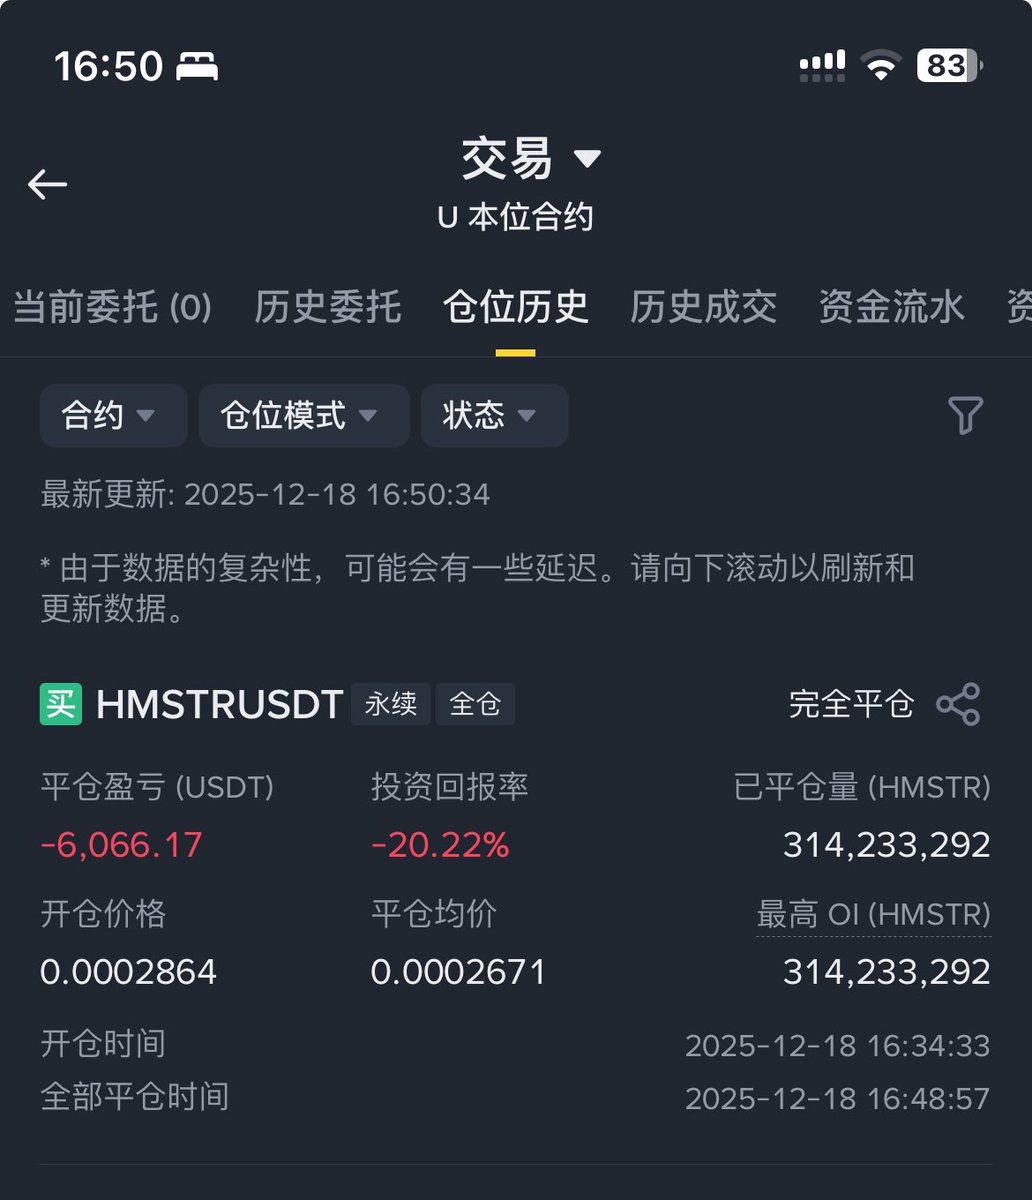 16:50
83
交易
U 本位合约
当前委托 (0) 历史委托 仓位历史 历史成交 资金流水
合约 仓位模式 状态
最新更新: 2025-12-18 16:50:34
* 由于数据的复杂性，可能会有一些延迟。请向下滚动以刷新和
更新数据。
买 HMSTRUSDT 永续 全仓 完全平仓
平仓盈亏 (USDT) 投资回报率 已平仓量 (HMSTR)
-6,066.17 -20.22% 314,233,292
开仓价格 平仓均价 最高 OI (HMSTR)
0.0002864 0.0002671 314,233,292
开仓时间 2025-12-18 16:34:33
全部平仓时间 2025-12-18 16:48:57